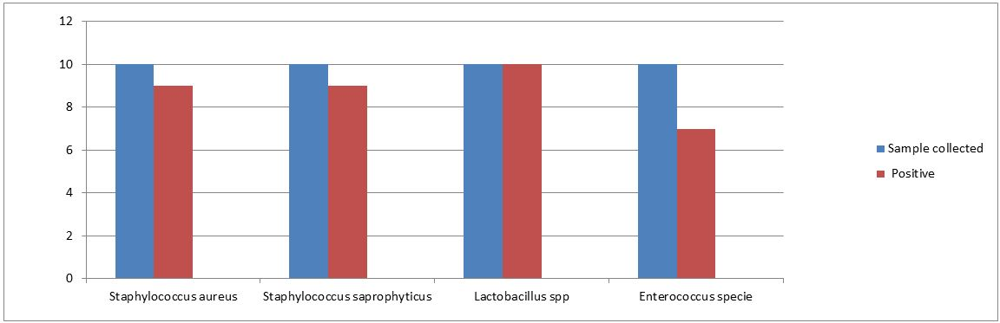 12
10
8
6
4
2
0
Staphylococcus aureus
Staphylococcus saprophyticus
Lactobacillus spp
Enterococcus specie
Sample collected
Positive